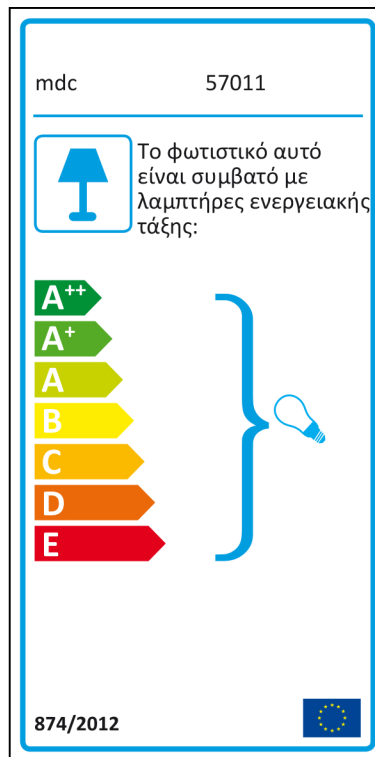 mdc 57011
Το φωτιστικό αυτό
είναι συμβατό με
λαμπτήρες ενεργειακής
τάξης:
A++
A+
A
B
C
D
E
874/2012